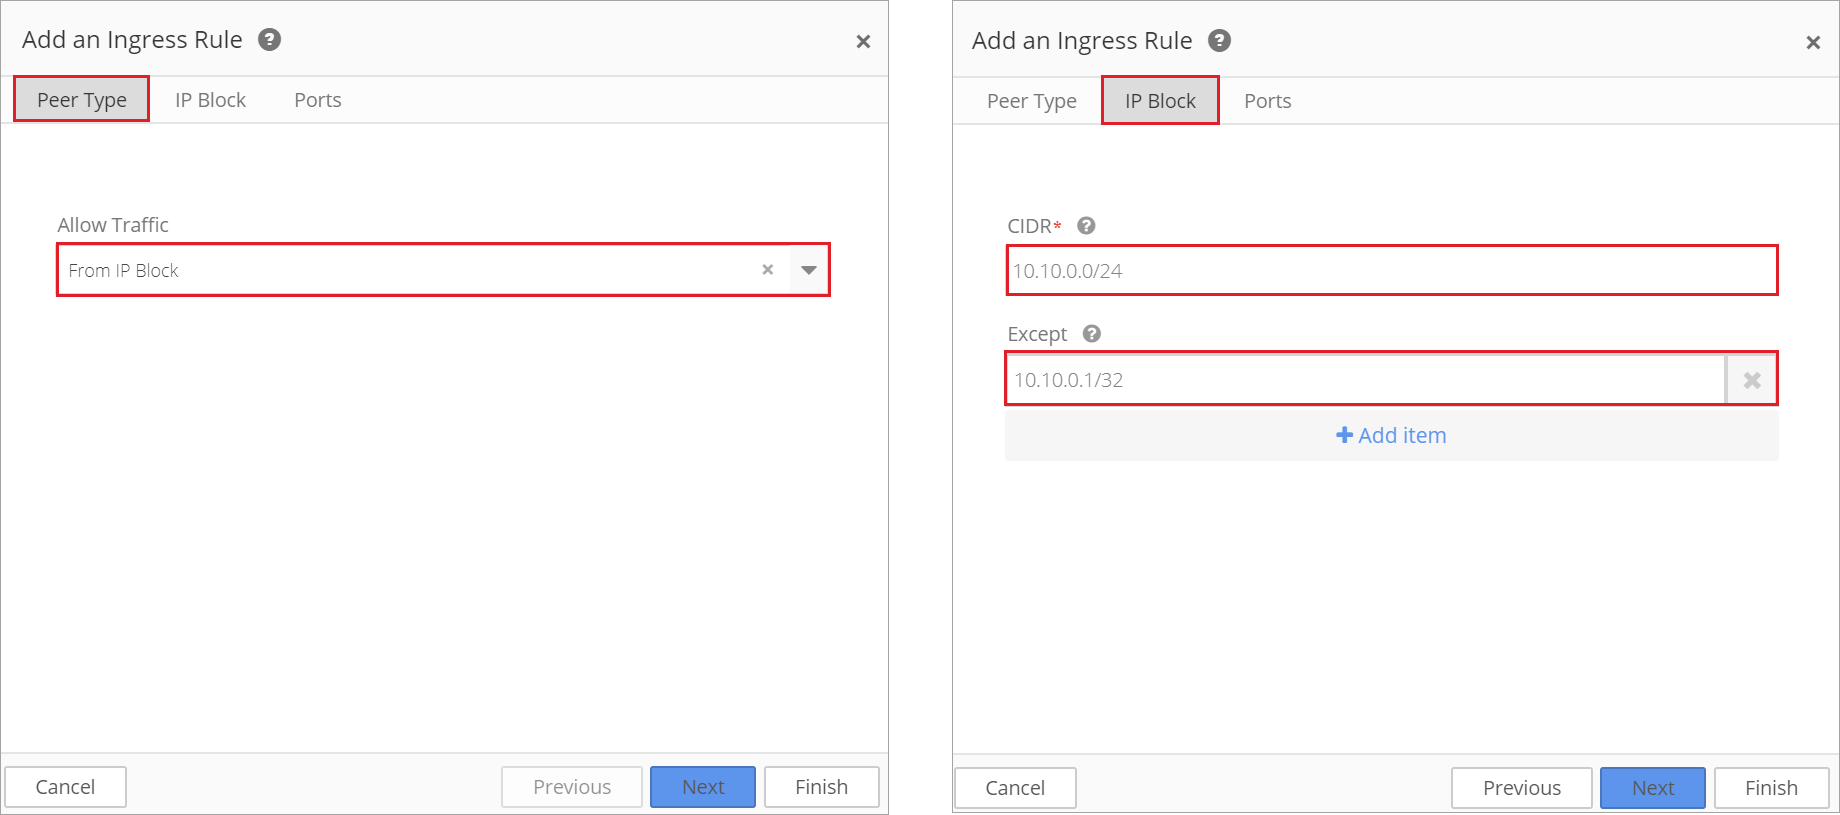 Add an Ingress Rule ?
Peer Type IP Block Ports
Allow Traffic
From IP Block
Cancel Previous Next Finish
Add an Ingress Rule ?
Peer Type IP Block Ports
CIDR* ?
10.10.0.0/24
Except ?
10.10.0.1/32
Add item
Cancel Previous Next Finish